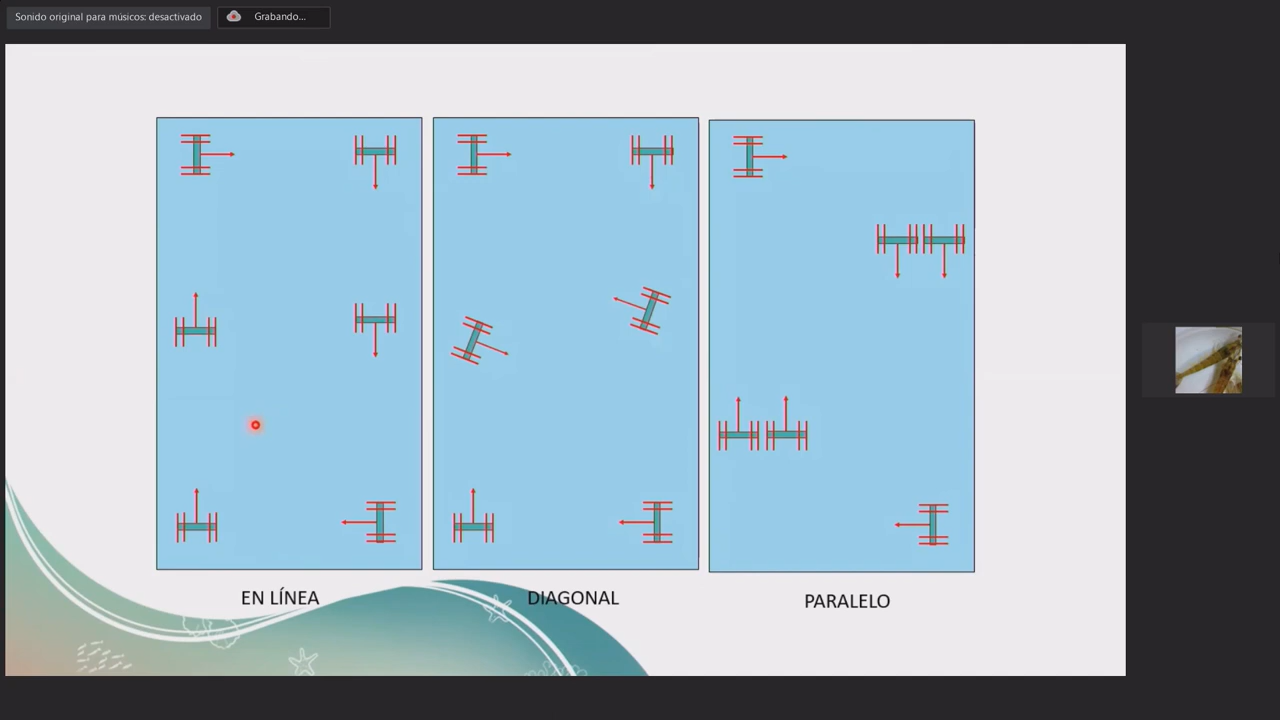 Sonido original para músicos: desactivado
Grabando...
EN LÍNEA
DIAGONAL
PARALELO